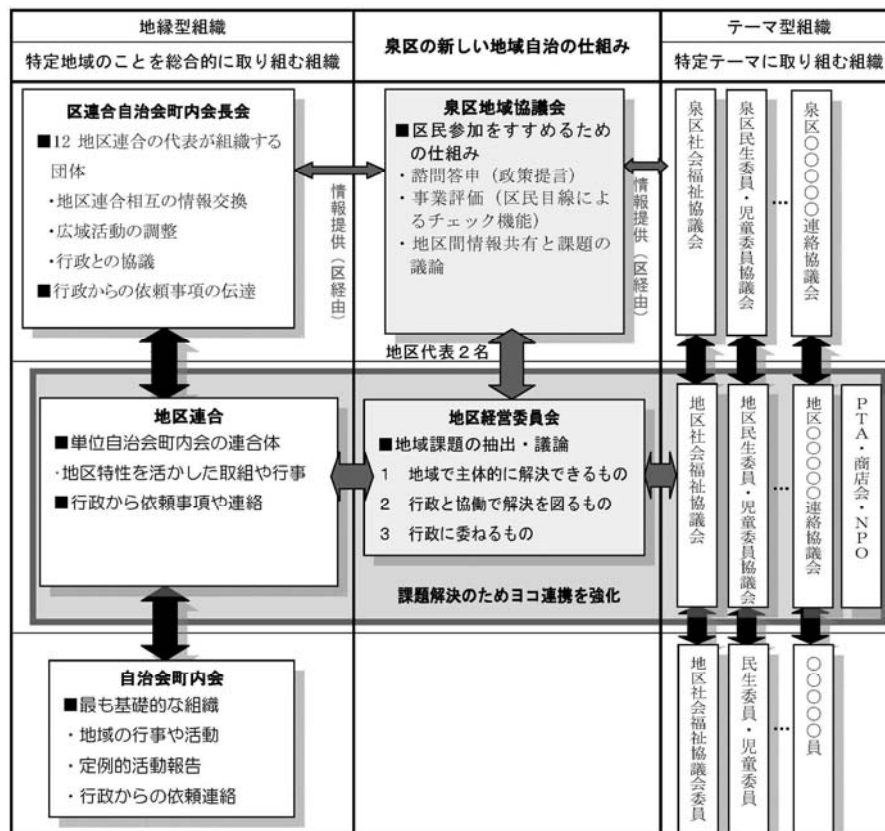 地縁型組織
特定地域のことを総合的に取り組む組織
泉区の新しい地域自治の仕組み
テーマ型組織
特定テーマに取り組む組織
区連合自治会町内会長会
■12 地区連合の代表が組織する
団体
・地区連合相互の情報交換
・広域活動の調整
・行政との協議
■行政からの依頼事項の伝達
情報提供（区経由）
泉区地域協議会
■区民参加をすすめるため
の仕組み
・諮問答申（政策提言）
・事業評価（区民目線によ
るチェック機能）
・地区間情報共有と課題の
議論
情報提供（区経由）
泉区社会福祉協議会
泉区民生委員・児童委員協議会
…
泉区〇〇〇〇〇連絡協議会
地区代表２名
地区連合
■単位自治会町内会の連合体
・地区特性を活かした取組や行事
■行政から依頼事項や連絡
地区経営委員会
■地域課題の抽出・議論
1 地域で主体的に解決できるもの
2 行政と協働で解決を図るもの
3 行政に委ねるもの
課題解決のためヨコ連携を強化
地区社会福祉協議会
地区民生委員・児童委員協議会
…
地区〇〇〇〇〇連絡協議会
PTA・商店会・NPO
自治会町内会
■最も基礎的な組織
・地域の行事や活動
・定例的活動報告
・行政からの依頼連絡
地区社会福祉協議会委員
民生委員・児童委員
…
〇〇〇〇〇員